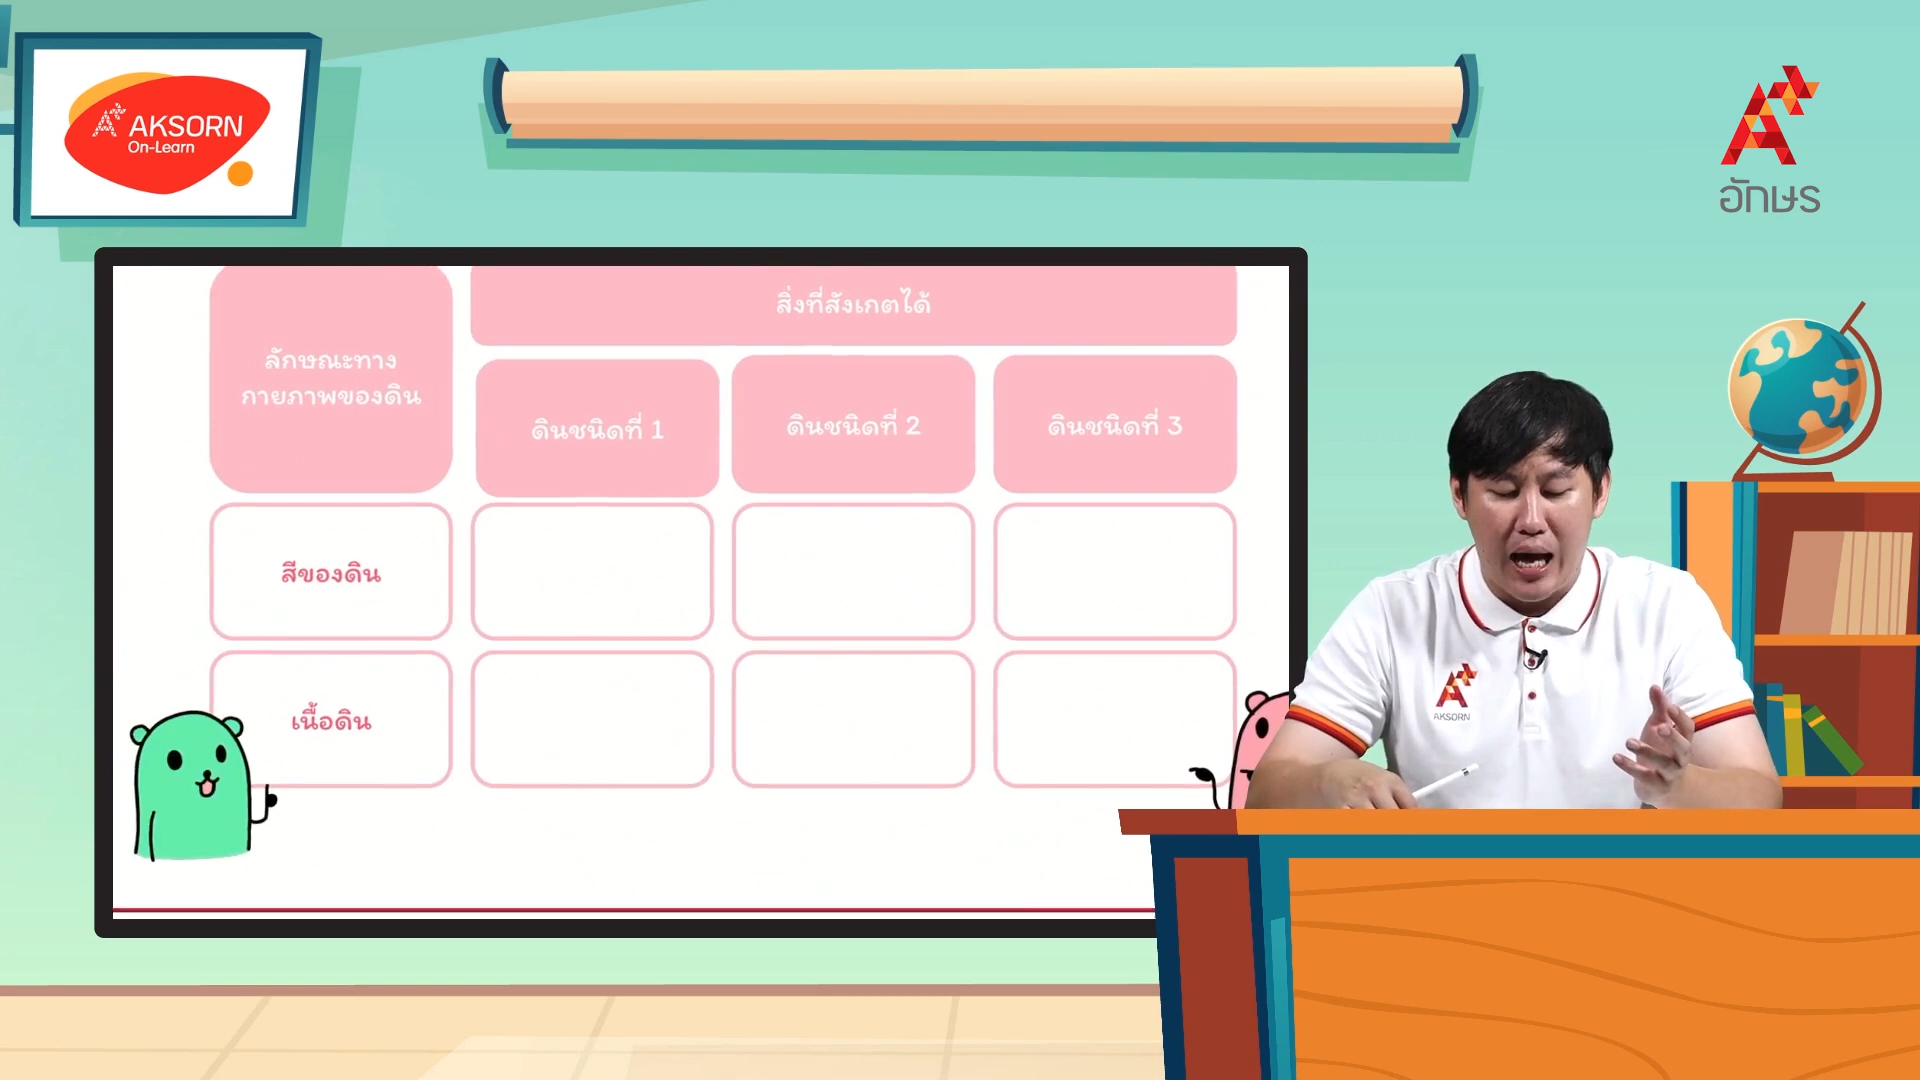 AKSORN
On-Learn
อักษร
สิ่งที่สังเกตได้
ลักษณะทาง
กายภาพของดิน
ดินชนิดที่ 1
ดินชนิดที่ 2
ดินชนิดที่ 3
สีของดิน
เนื้อดิน
AKSORN